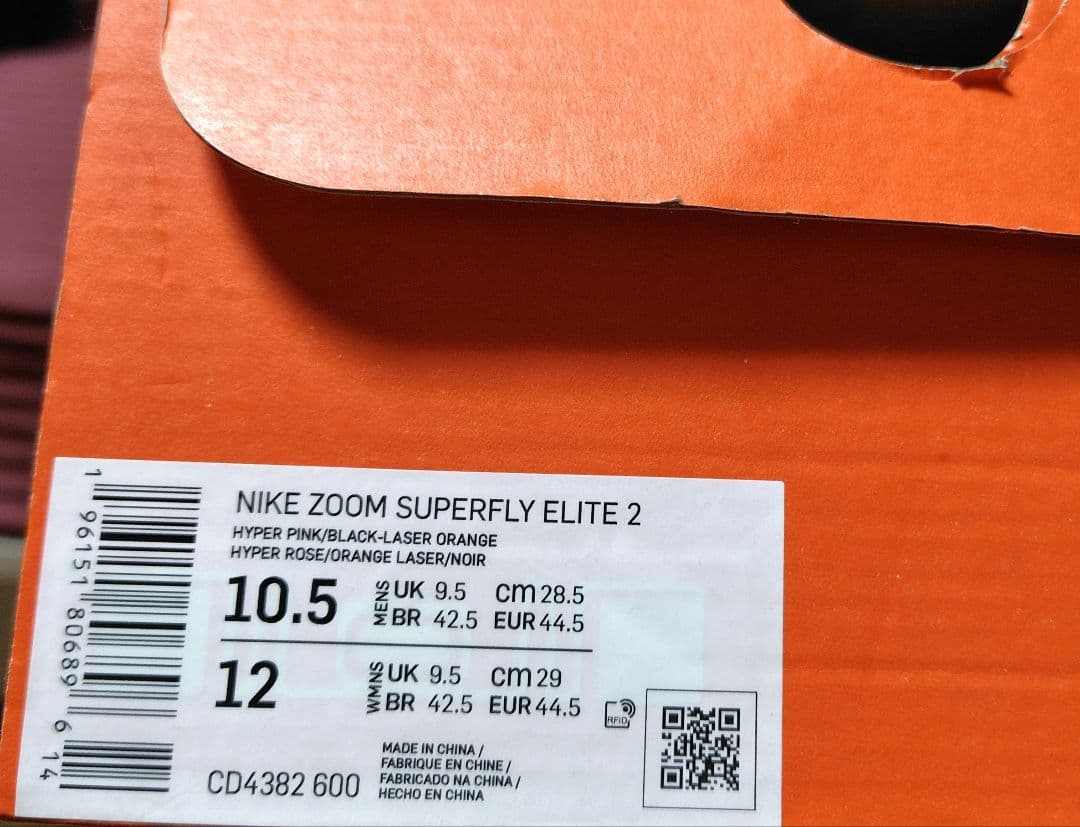 NIKE ZOOM SUPERFLY ELITE 2
HYPER PINK/BLACK-LASER ORANGE
HYPER ROSE/ORANGE LASER/NOIR
10.5 MENS UK 9.5 cm 28.5
BR 42.5 EUR 44.5
12 WMNS UK 9.5 cm 29
BR 42.5 EUR 44.5
RFID
MADE IN CHINA /
FABRIQUE EN CHINE /
FABRICADO NA CHINA /
HECHO EN CHINA
CD4382 600
1 96151 80689 6 14